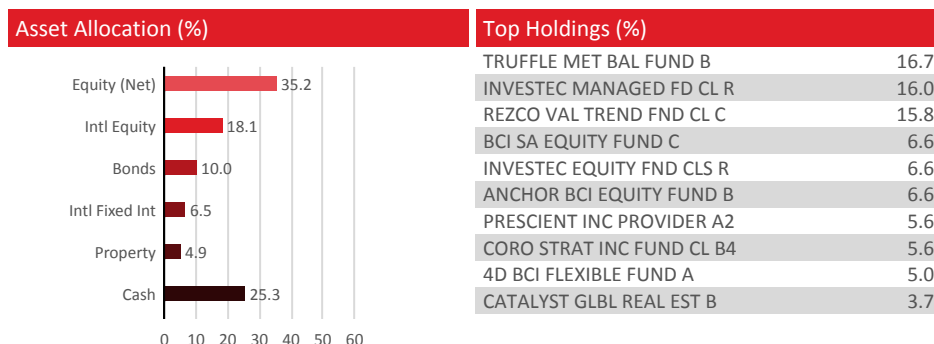 Asset Allocation (%)
Equity (Net) 35.2
Intl Equity 18.1
Bonds 10.0
Intl Fixed Int 6.5
Property 4.9
Cash 25.3
0 10 20 30 40 50 60
Top Holdings (%)
TRUFFLE MET BAL FUND B 16.7
INVESTEC MANAGED FD CL R 16.0
REZCO VAL TREND FND CL C 15.8
BCI SA EQUITY FUND C 6.6
INVESTEC EQUITY FND CLS R 6.6
ANCHOR BCI EQUITY FUND B 6.6
PRESCIENT INC PROVIDER A2 5.6
CORO STRAT INC FUND CL B4 5.6
4D BCI FLEXIBLE FUND A 5.0
CATALYST GLBL REAL EST B 3.7